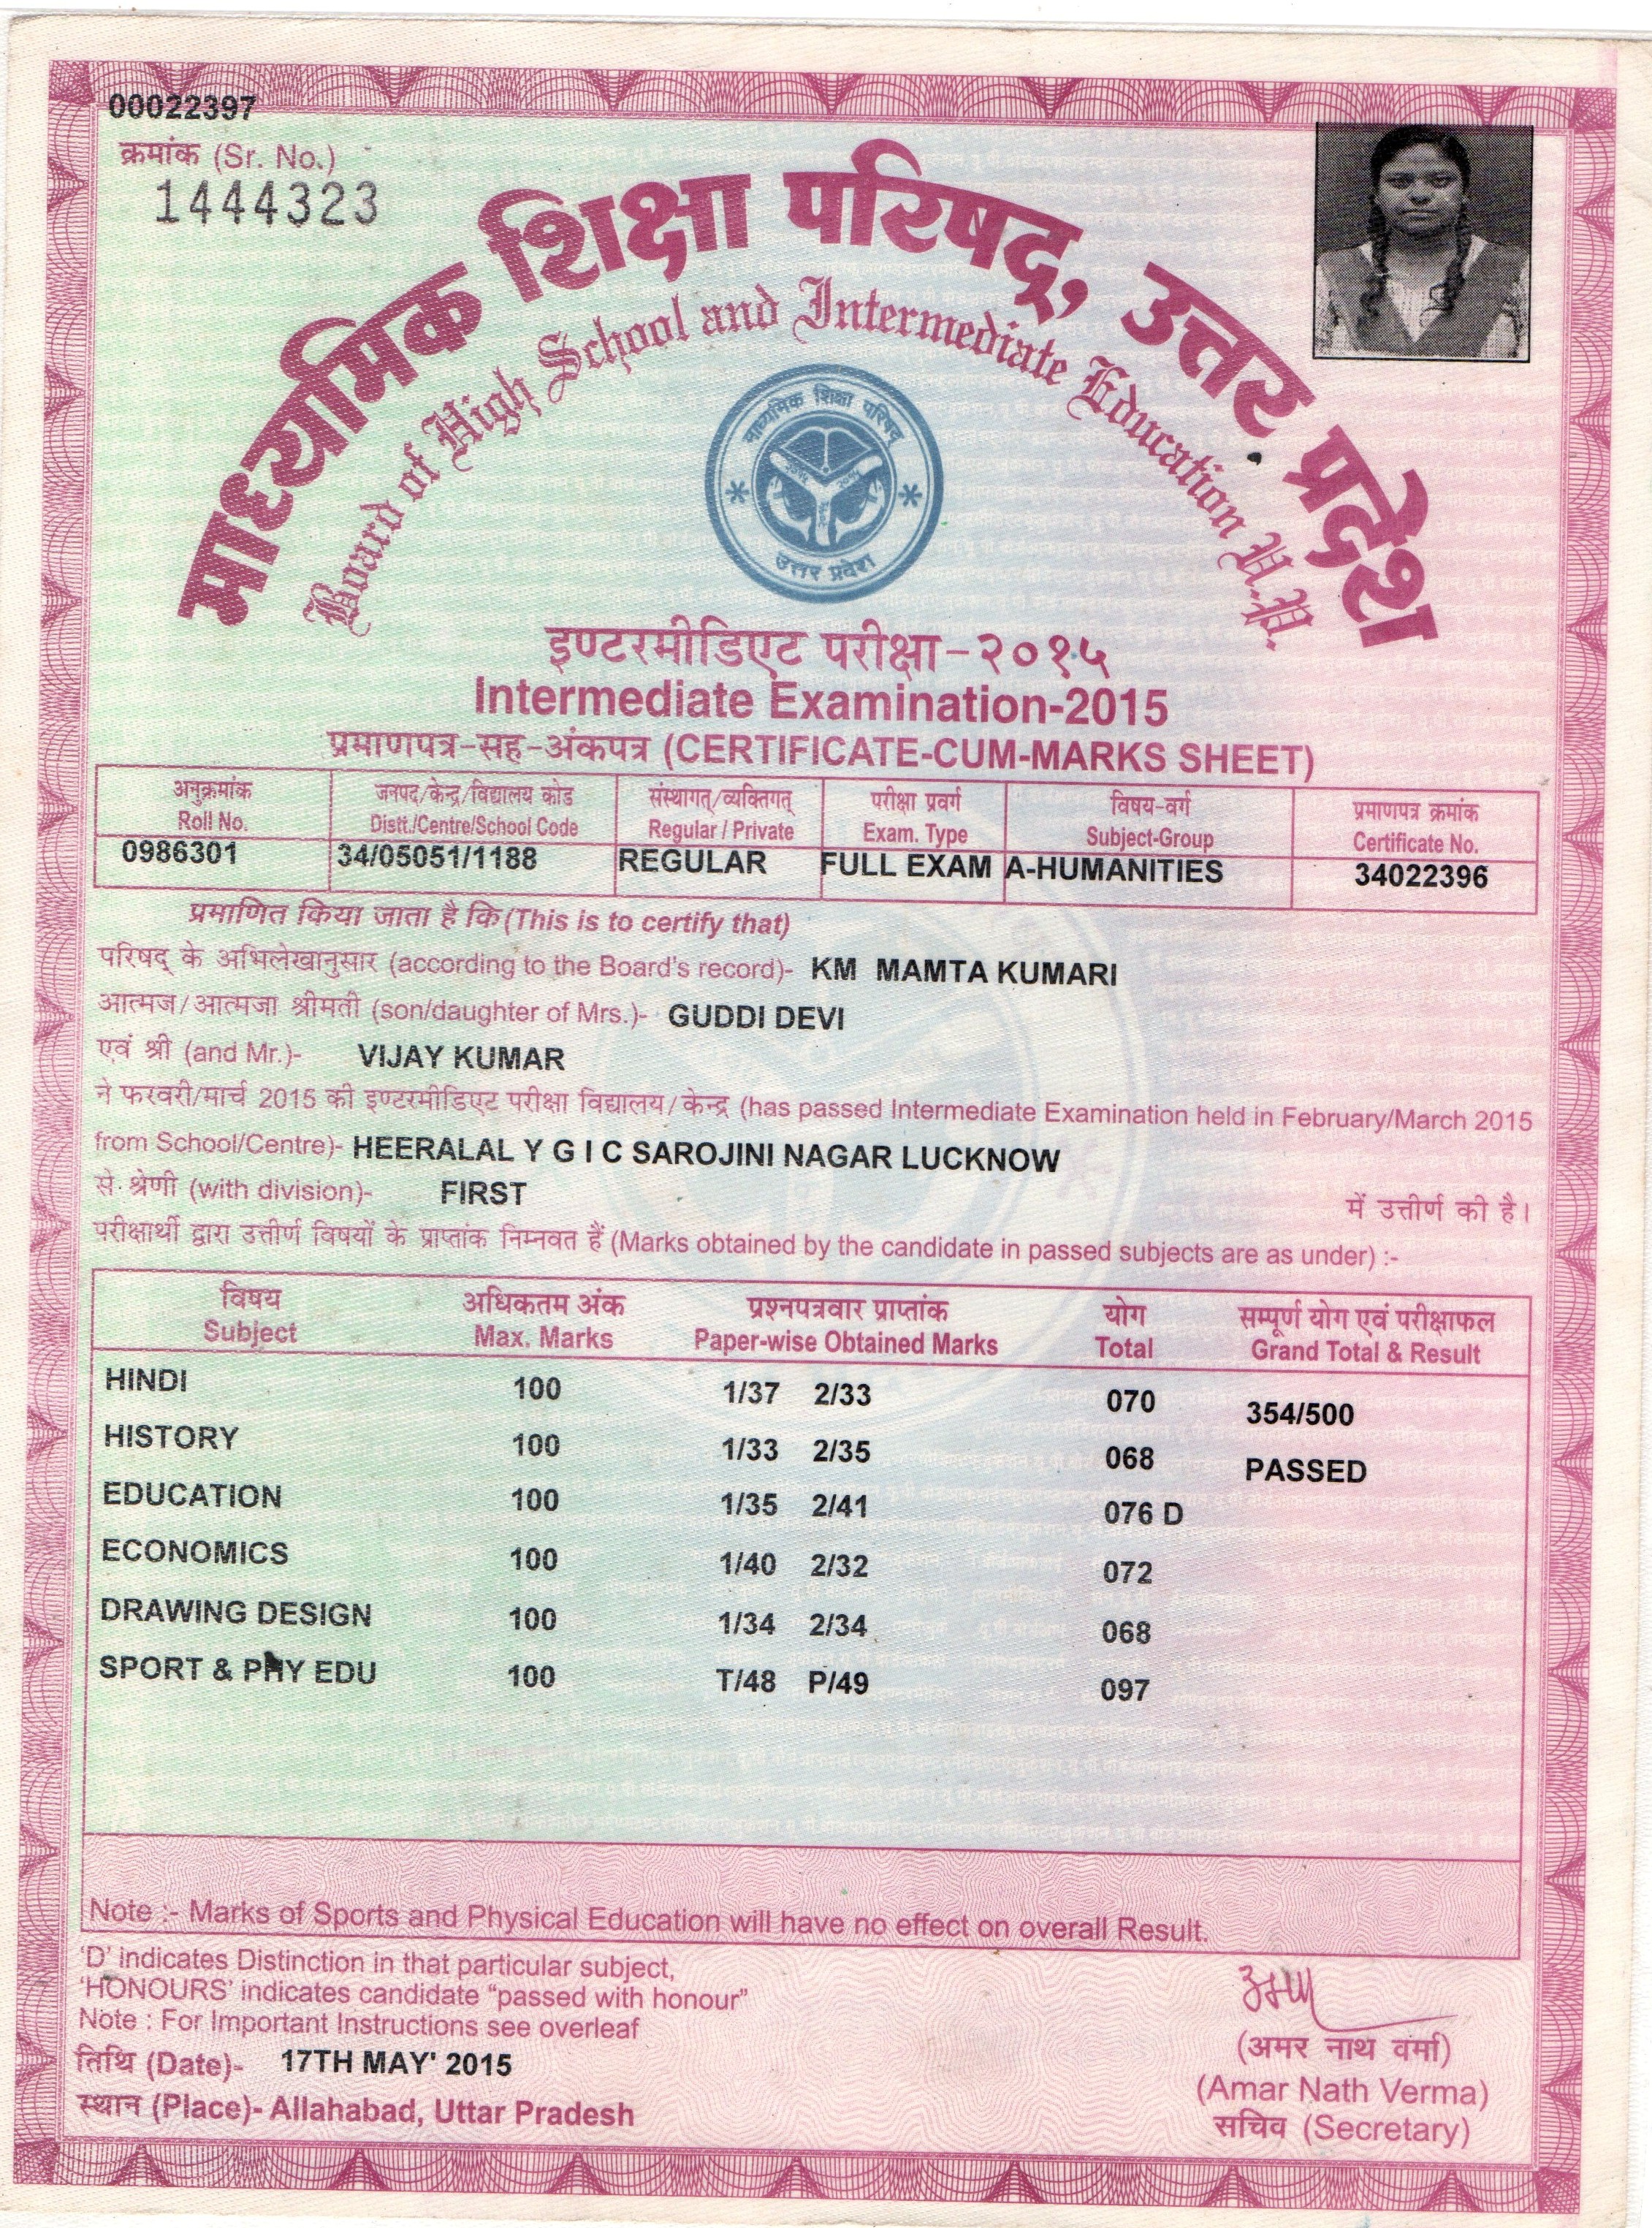 00022397
क्रमांक (Sr. No.)
1444323
माध्यमिक शिक्षा परिषद्, उत्तर प्रदेश
Board of High School and Intermediate Education U.P.
माध्यमिक शिक्षा परिषद्
उत्तर प्रदेश
इण्टरमीडिएट परीक्षा-२०१५
Intermediate Examination-2015
प्रमाणपत्र-सह-अंकपत्र (CERTIFICATE-CUM-MARKS SHEET)
अनुक्रमांक जनपद/केन्द्र/विद्यालय कोड संस्थागत्/व्यक्तिगत् परीक्षा प्रवर्ग विषय-वर्ग प्रमाणपत्र क्रमांक
Roll No. Distt./Centre/School Code Regular / Private Exam. Type Subject-Group Certificate No.
0986301 34/05051/1188 REGULAR FULL EXAM A-HUMANITIES 34022396
प्रमाणित किया जाता है कि (This is to certify that)
परिषद् के अभिलेखानुसार (according to the Board's record)- KM MAMTA KUMARI
आत्मज/आत्मजा श्रीमती (son/daughter of Mrs.)- GUDDI DEVI
एवं श्री (and Mr.)- VIJAY KUMAR
ने फरवरी/मार्च 2015 की इण्टरमीडिएट परीक्षा विद्यालय/केन्द्र (has passed Intermediate Examination held in February/March 2015
from School/Centre)- HEERALAL Y G I C SAROJINI NAGAR LUCKNOW
से श्रेणी (with division)- FIRST में उत्तीर्ण की है।
परीक्षार्थी द्वारा उत्तीर्ण विषयों के प्राप्तांक निम्नवत हैं (Marks obtained by the candidate in passed subjects are as under) :-
विषय अधिकतम अंक प्रश्नपत्रवार प्राप्तांक योग सम्पूर्ण योग एवं परीक्षाफल
Subject Max. Marks Paper-wise Obtained Marks Total Grand Total & Result
HINDI 100 1/37 2/33 070 354/500
HISTORY 100 1/33 2/35 068 PASSED
EDUCATION 100 1/35 2/41 076 D
ECONOMICS 100 1/40 2/32 072
DRAWING DESIGN 100 1/34 2/34 068
SPORT & PHY EDU 100 T/48 P/49 097
Note :- Marks of Sports and Physical Education will have no effect on overall Result.
'D' indicates Distinction in that particular subject,
'HONOURS' indicates candidate "passed with honour"
Note : For Important Instructions see overleaf
तिथि (Date)- 17TH MAY' 2015
स्थान (Place)- Allahabad, Uttar Pradesh
(अमर नाथ वर्मा)
(Amar Nath Verma)
सचिव (Secretary)